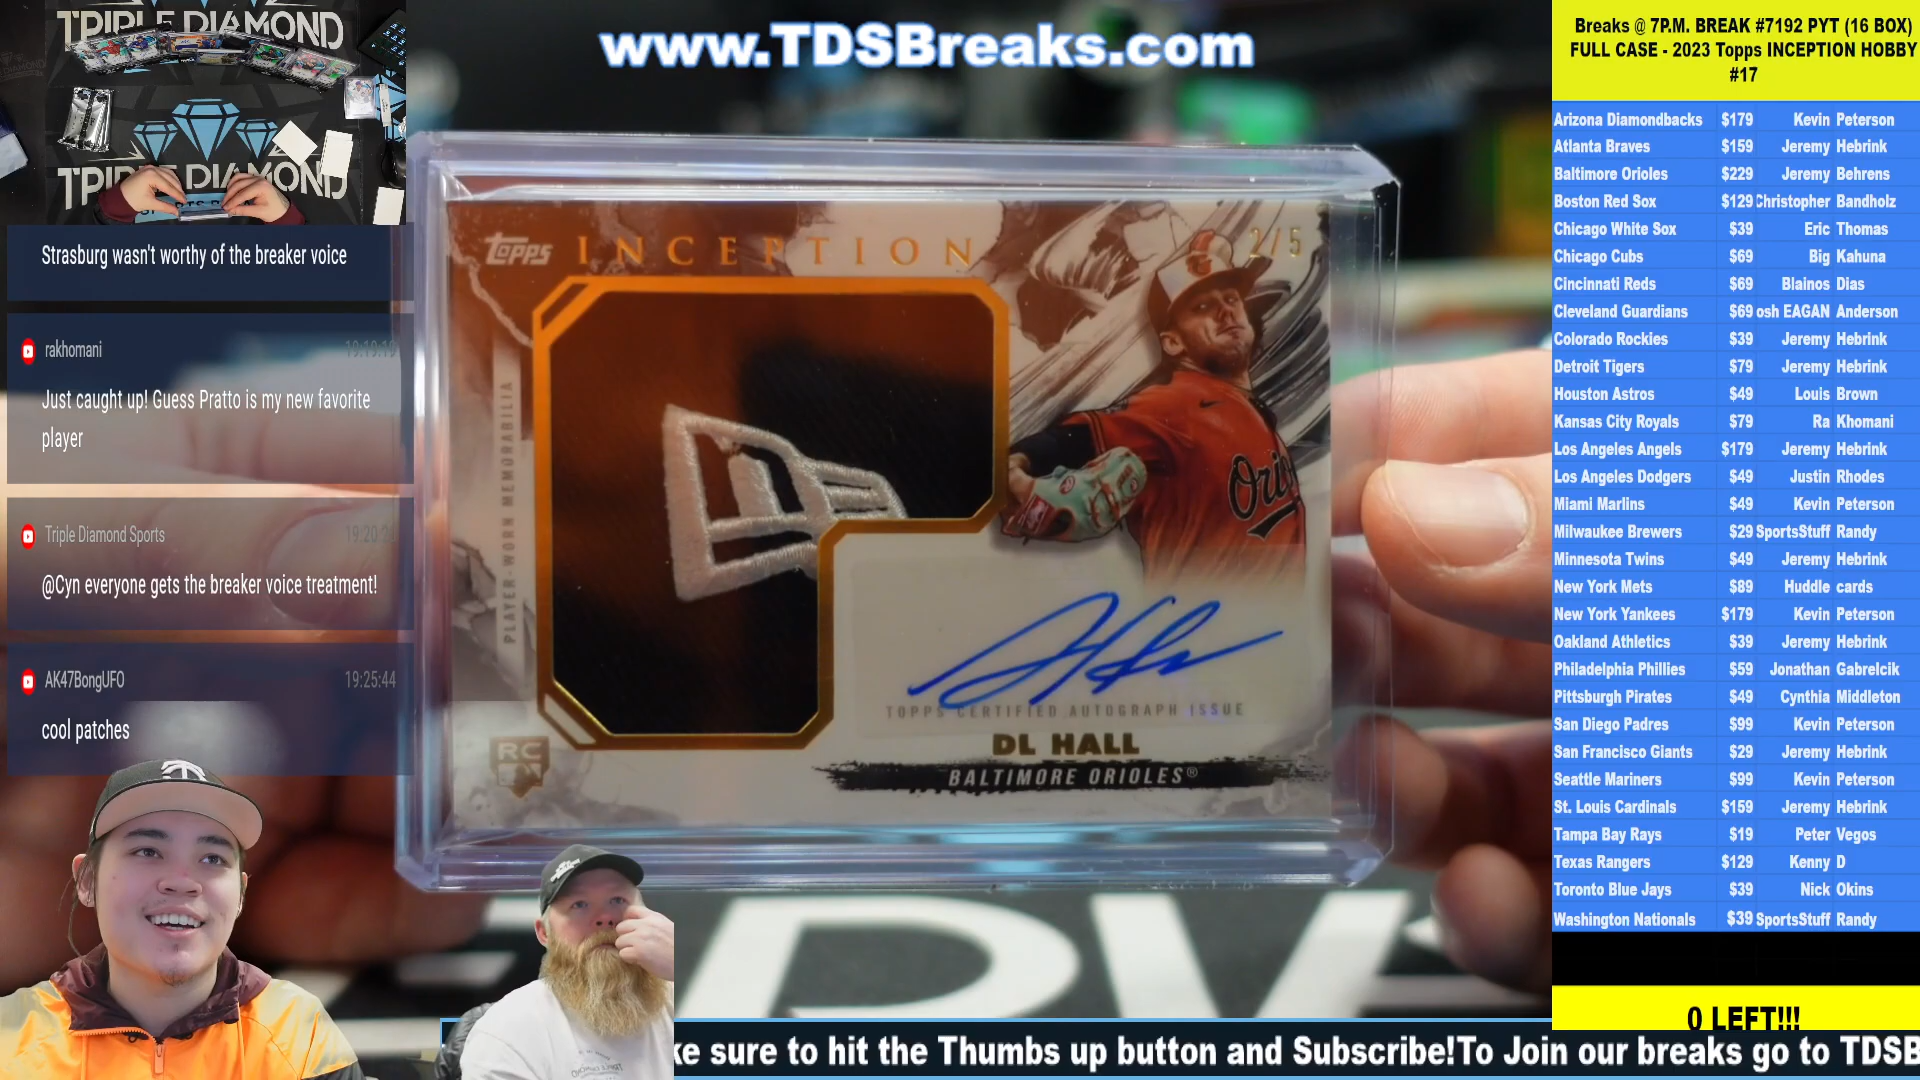 TRIPLE DIAMOND
TRIPLE DIAMOND
www.TDSBreaks.com
Strasburg wasn't worthy of the breaker voice
rakhomani
Just caught up! Guess Pratto is my new favorite
player
Triple Diamond Sports
@Cyn everyone gets the breaker voice treatment!
AK47BongUFO 19:25:44
cool patches
TOPPS INCEPTION 2/5
PLAYER-WORN MEMORABILIA
TOPPS CERTIFIED AUTOGRAPH ISSUE
RC
DL HALL
BALTIMORE ORIOLES®
Breaks @ 7P.M. BREAK #7192 PYT (16 BOX)
FULL CASE - 2023 Topps INCEPTION HOBBY
#17
Arizona Diamondbacks $179 Kevin Peterson
Atlanta Braves $159 Jeremy Hebrink
Baltimore Orioles $229 Jeremy Behrens
Boston Red Sox $129 Christopher Bandholz
Chicago White Sox $39 Eric Thomas
Chicago Cubs $69 Big Kahuna
Cincinnati Reds $69 Blainos Dias
Cleveland Guardians $69 osh EAGAN Anderson
Colorado Rockies $39 Jeremy Hebrink
Detroit Tigers $79 Jeremy Hebrink
Houston Astros $49 Louis Brown
Kansas City Royals $79 Ra Khomani
Los Angeles Angels $179 Jeremy Hebrink
Los Angeles Dodgers $49 Justin Rhodes
Miami Marlins $49 Kevin Peterson
Milwaukee Brewers $29 SportsStuff Randy
Minnesota Twins $49 Jeremy Hebrink
New York Mets $89 Huddle cards
New York Yankees $179 Kevin Peterson
Oakland Athletics $39 Jeremy Hebrink
Philadelphia Phillies $59 Jonathan Gabrelcik
Pittsburgh Pirates $49 Cynthia Middleton
San Diego Padres $99 Kevin Peterson
San Francisco Giants $29 Jeremy Hebrink
Seattle Mariners $99 Kevin Peterson
St. Louis Cardinals $159 Jeremy Hebrink
Tampa Bay Rays $19 Peter Vegos
Texas Rangers $129 Kenny D
Toronto Blue Jays $39 Nick Okins
Washington Nationals $39 SportsStuff Randy
0 LEFT!!!
ke sure to hit the Thumbs up button and Subscribe!To Join our breaks go to TDSB